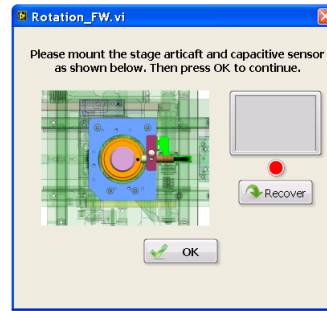 Rotation_FW.vi
Please mount the stage articaft and capacitive sensor
as shown below. Then press OK to continue.
Recover
OK